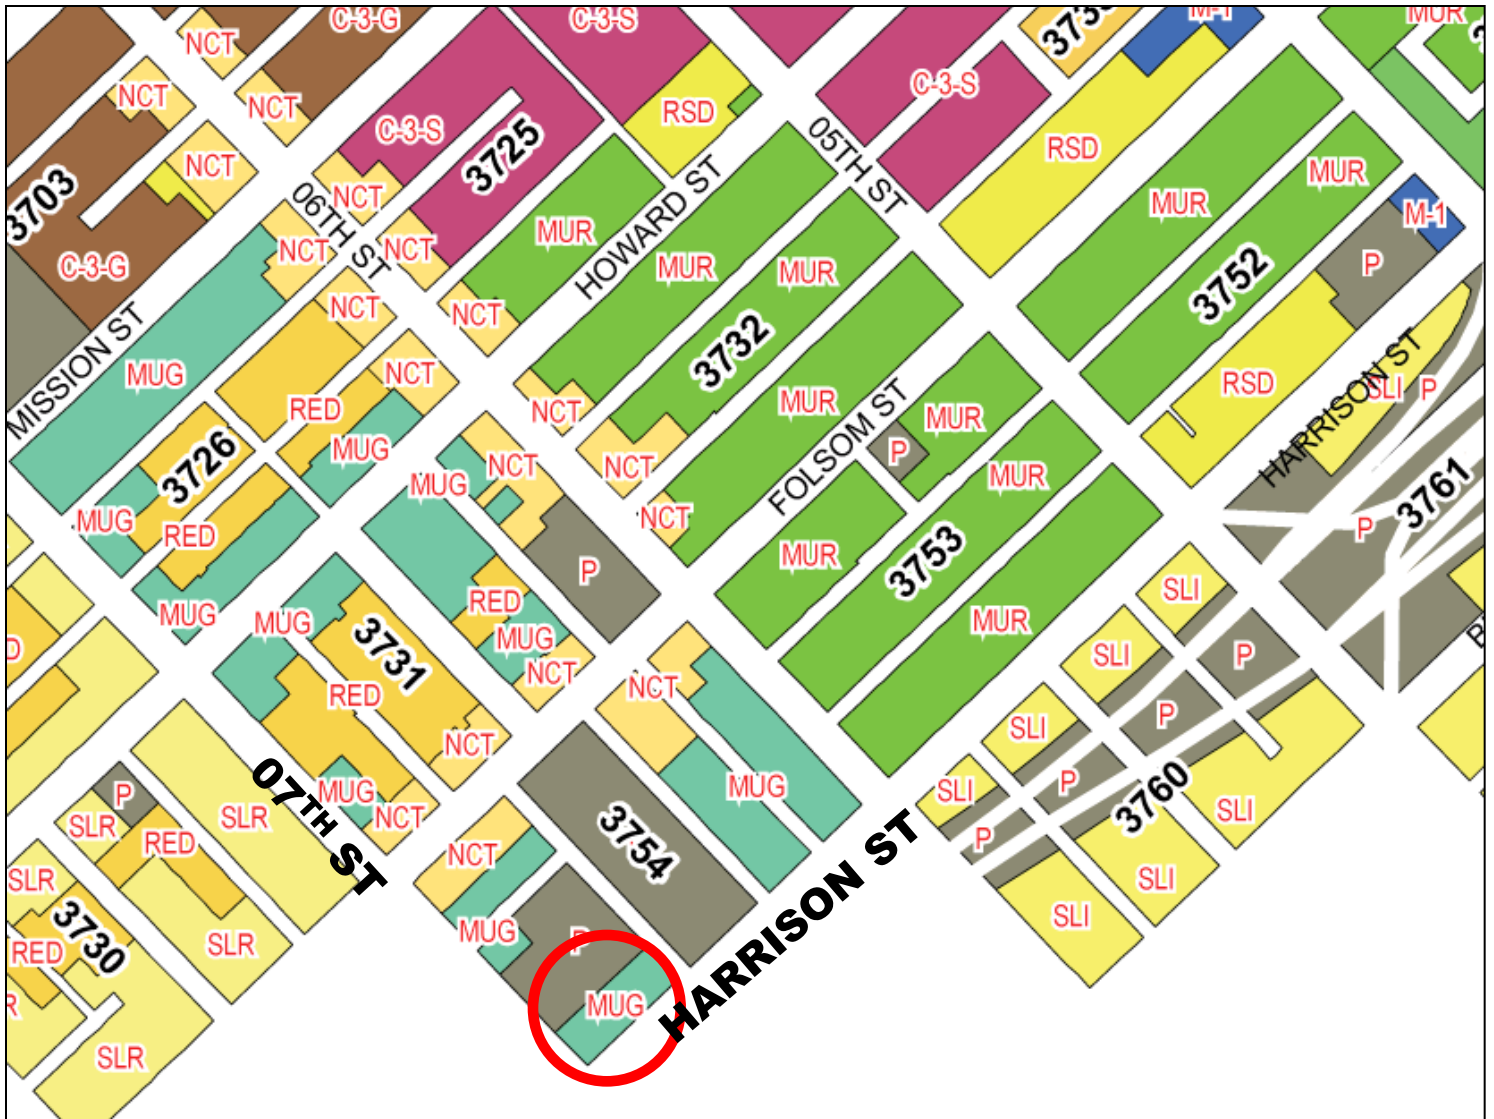 C-3-G
C-3-S
M-1
MUR
NCT
NCT
NCT
C-3-S
C-3-S
RSD
RSD
05TH ST
3725
3703
NCT
NCT
06TH ST
NCT
NCT
C-3-G
MUR
HOWARD ST
MUR
MUR
MUR
MUR
M-1
P
3752
NCT
NCT
MISSION ST
MUG
NCT
RED
3732
MUR
MUR
FOLSOM ST
RSD
HARRISON ST
SLI
P
NCT
NCT
MUG
3726
MUG
RED
MUG
NCT
MUG
NCT
P
MUR
MUR
3753
P
3761
P
MUG
MUG
3731
RED
RED
MUG
NCT
P
MUR
SLI
SLI
P
NCT
NCT
MUG
SLI
P
P
SLI
P
3760
SLI
SLI
SLI
MUG
NCT
07TH ST
P
SLR
RED
SLR
SLR
SLR
3730
RED
SLR
NCT
MUG
3754
P
MUG
HARRISON ST